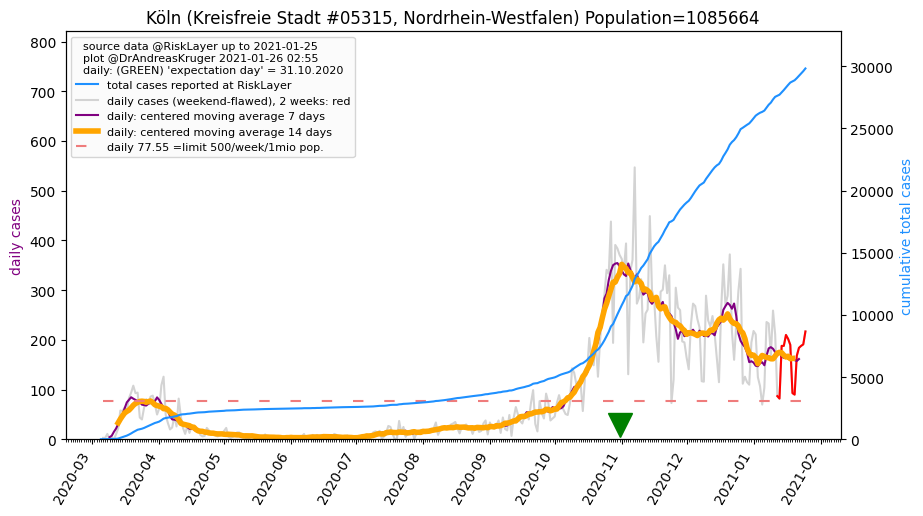 Köln (Kreisfreie Stadt #05315, Nordrhein-Westfalen) Population=1085664
source data @RiskLayer up to 2021-01-25
plot @DrAndreasKruger 2021-01-26 02:55
daily: (GREEN) 'expectation day' = 31.10.2020
total cases reported at RiskLayer
daily cases (weekend-flawed), 2 weeks: red
daily: centered moving average 7 days
daily: centered moving average 14 days
daily 77.55 =limit 500/week/1mio pop.
daily cases
800
700
600
500
400
300
200
100
0
cumulative total cases
30000
25000
20000
15000
10000
5000
0
2020-03
2020-04
2020-05
2020-06
2020-07
2020-08
2020-09
2020-10
2020-11
2020-12
2021-01
2021-02